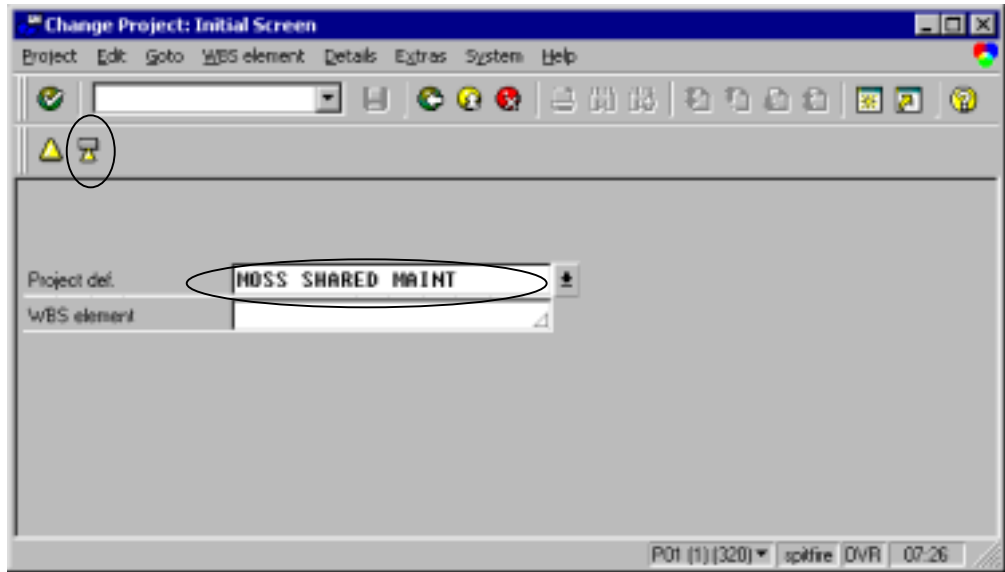 Change Project: Initial Screen
Project Edit Goto WBS element Details Extras System Help
Project def. MOSS SHARED MAINT
WBS element
P01 (1) (320) spitfire OVR 07:26